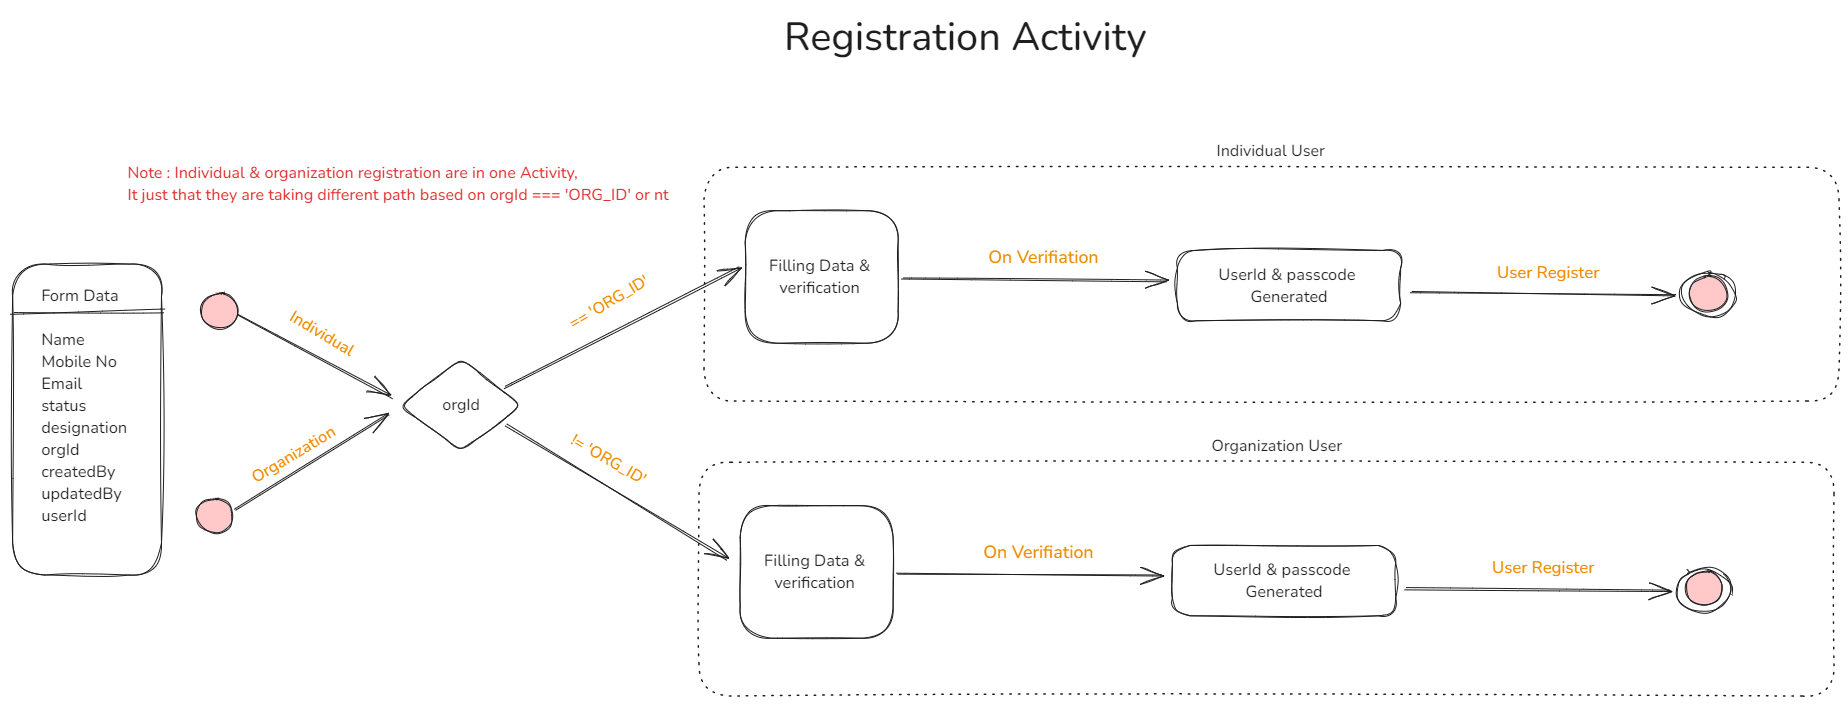 Registration Activity
Note : Individual & organization registration are in one Activity,
It just that they are taking different path based on orgId === 'ORG_ID' or nt
Form Data
Name
Mobile No
Email
status
designation
orgId
createdBy
updatedBy
userId
Individual
Organization
orgId
== 'ORG_ID'
!= 'ORG_ID'
Individual User
Filling Data &
verification
On Verifiation
UserId & passcode
Generated
User Register
Organization User
Filling Data &
verification
On Verifiation
UserId & passcode
Generated
User Register